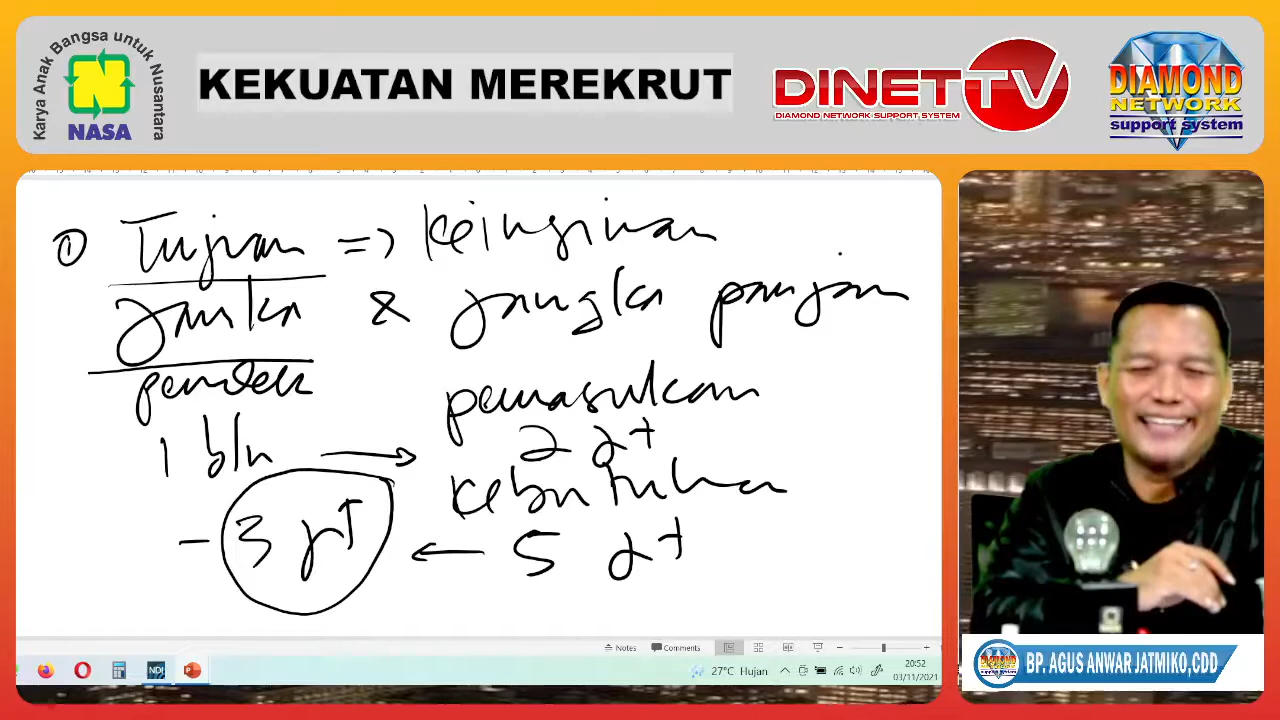 Karya Anak Bangsa untuk Nusantara
N
NASA
KEKUATAN MEREKRUT
DINET TV
DIAMOND NETWORK SUPPORT SYSTEM
DIAMOND
NETWORK
support system
① Tujuan => Keinginan
jangka & jangka panjang
pendek
pemasukan
1 bln → 2 jt
kebutuhan
- 3 jt ← 5 jt
Notes Comments
NDI
27°C Hujan
20:52
03/11/2021
BP. AGUS ANWAR JATMIKO,CDD